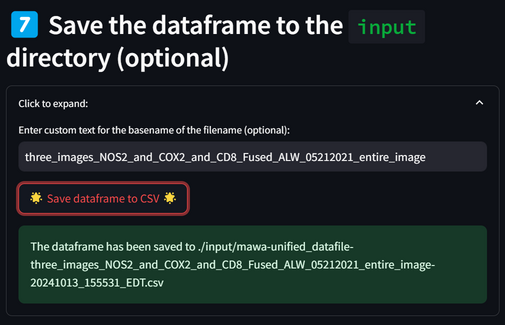 7 Save the dataframe to the input
directory (optional)
Click to expand:
Enter custom text for the basename of the filename (optional):
three_images_NOS2_and_COX2_and_CD8_Fused_ALW_05212021_entire_image
🌟 Save dataframe to CSV 🌟
The dataframe has been saved to ./input/mawa-unified_datafile-
three_images_NOS2_and_COX2_and_CD8_Fused_ALW_05212021_entire_image-
20241013_155531_EDT.csv